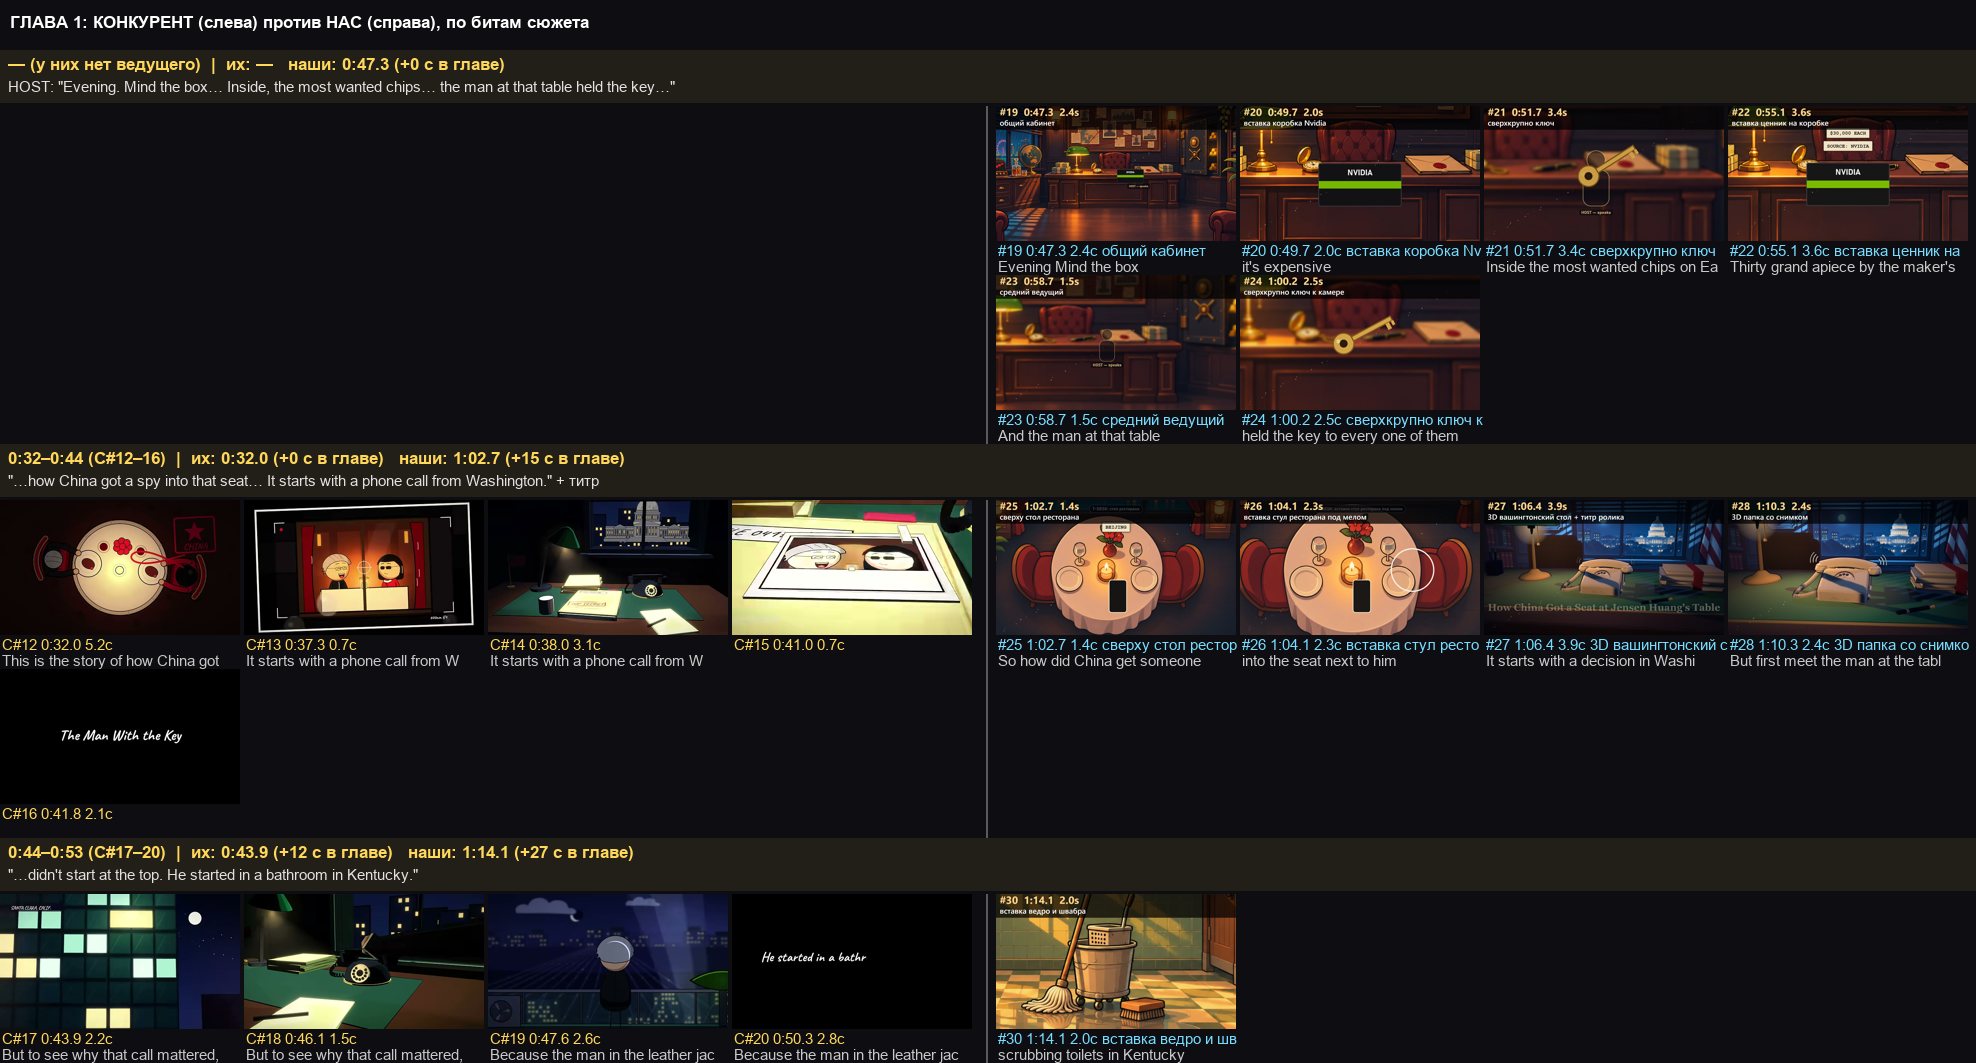 ГЛАВА 1: КОНКУРЕНТ (слева) против НАС (справа), по битам сюжета
— (у них нет ведущего) | их: — наши: 0:47.3 (+0 с в главе)
HOST: "Evening. Mind the box… Inside, the most wanted chips… the man at that table held the key…"
#19 0:47.3 2.4s
общий кабинет
#20 0:49.7 2.0s
вставка коробка Nvidia
NVIDIA
#21 0:51.7 3.4s
сверхкрупно ключ
HOST — speaks
#22 0:55.1 3.6s
вставка ценник на коробке
$30,000 EACH
SOURCE: NVIDIA
NVIDIA
#19 0:47.3 2.4с общий кабинет
Evening Mind the box
#20 0:49.7 2.0с вставка коробка Nv
it's expensive
#21 0:51.7 3.4с сверхкрупно ключ
Inside the most wanted chips on Ea
#22 0:55.1 3.6с вставка ценник на
Thirty grand apiece by the maker's
#23 0:58.7 1.5s
средний ведущий
HOST — speaks
#24 1:00.2 2.5s
сверхкрупно ключ к камере
#23 0:58.7 1.5с средний ведущий
And the man at that table
#24 1:00.2 2.5с сверхкрупно ключ к
held the key to every one of them
0:32–0:44 (C#12–16) | их: 0:32.0 (+0 с в главе) наши: 1:02.7 (+15 с в главе)
"…how China got a spy into that seat… It starts with a phone call from Washington." + титр
CHINA
#25 1:02.7 1.4s
сверху стол ресторана
BEIJING
#26 1:04.1 2.3s
вставка стул ресторана под мелом
#27 1:06.4 3.9s
3D вашингтонский стол + титр ролика
How China Got a Seat at Jensen Huang's Table
#28 1:10.3 2.4s
3D папка со снимком
C#12 0:32.0 5.2с
This is the story of how China got
C#13 0:37.3 0.7с
It starts with a phone call from W
C#14 0:38.0 3.1с
It starts with a phone call from W
C#15 0:41.0 0.7с
#25 1:02.7 1.4с сверху стол рестор
So how did China get someone
#26 1:04.1 2.3с вставка стул ресто
into the seat next to him
#27 1:06.4 3.9с 3D вашингтонский с
It starts with a decision in Washi
#28 1:10.3 2.4с 3D папка со снимко
But first meet the man at the tabl
The Man With the Key
C#16 0:41.8 2.1с
0:44–0:53 (C#17–20) | их: 0:43.9 (+12 с в главе) наши: 1:14.1 (+27 с в главе)
"…didn't start at the top. He started in a bathroom in Kentucky."
SANTA CLARA, CALIF.
He started in a bathr
#30 1:14.1 2.0s
вставка ведро и швабра
C#17 0:43.9 2.2с
But to see why that call mattered,
C#18 0:46.1 1.5с
But to see why that call mattered,
C#19 0:47.6 2.6с
Because the man in the leather jac
C#20 0:50.3 2.8с
Because the man in the leather jac
#30 1:14.1 2.0с вставка ведро и шв
scrubbing toilets in Kentucky